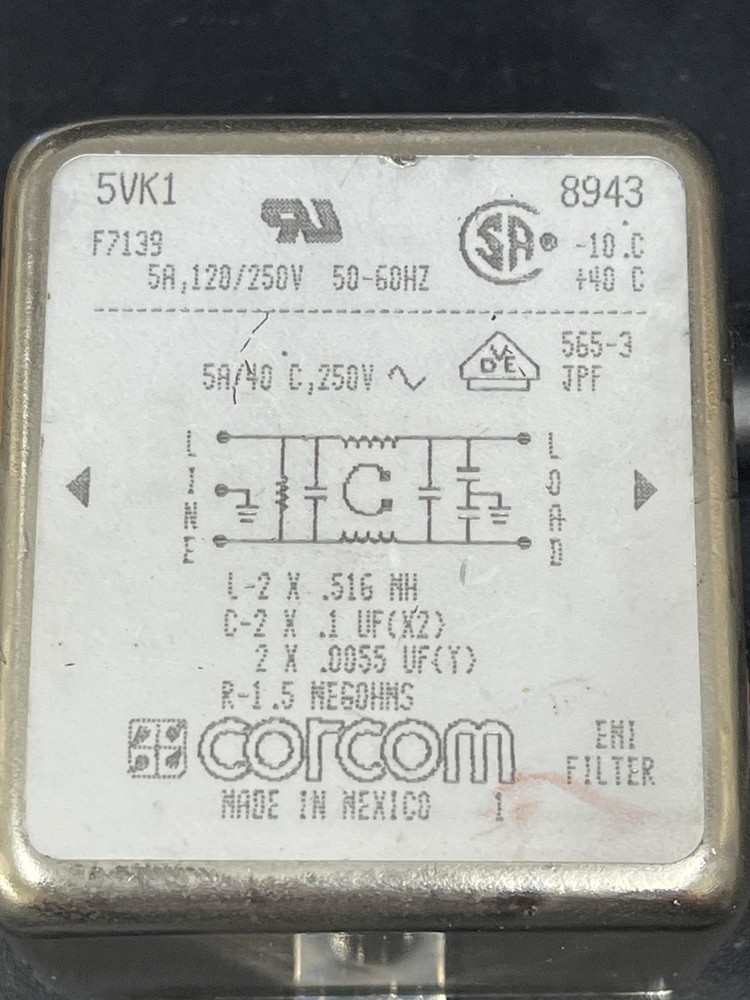 5VK1 8943
F7139 -10°C
5A,120/250V 50-60HZ +40°C
565-3
VDE
5A/40°C,250V JPF
LINE LOAD
L-2 X .516 MH
C-2 X .1 UF(X2)
2 X .0055 UF(Y)
R-1.5 MEGOHMS
corcom EMI
FILTER
MADE IN MEXICO 1